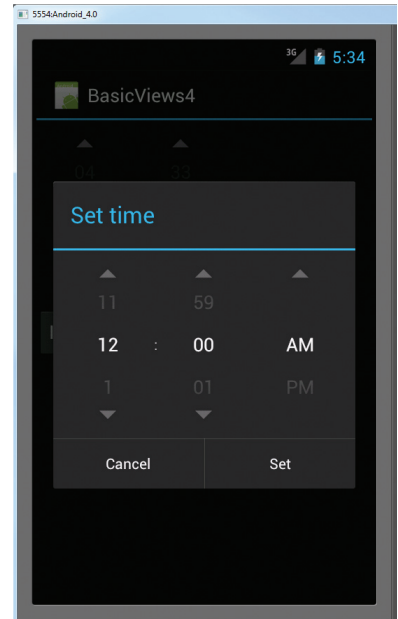 5554:Android_4.0
3G 5:34
BasicViews4
04 33
Set time
11 59
12 : 00 AM
1 01 PM
Cancel Set